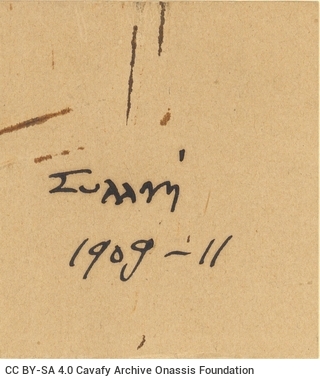 Συλλογή
1909-11
CC BY-SA 4.0 Cavafy Archive Onassis Foundation